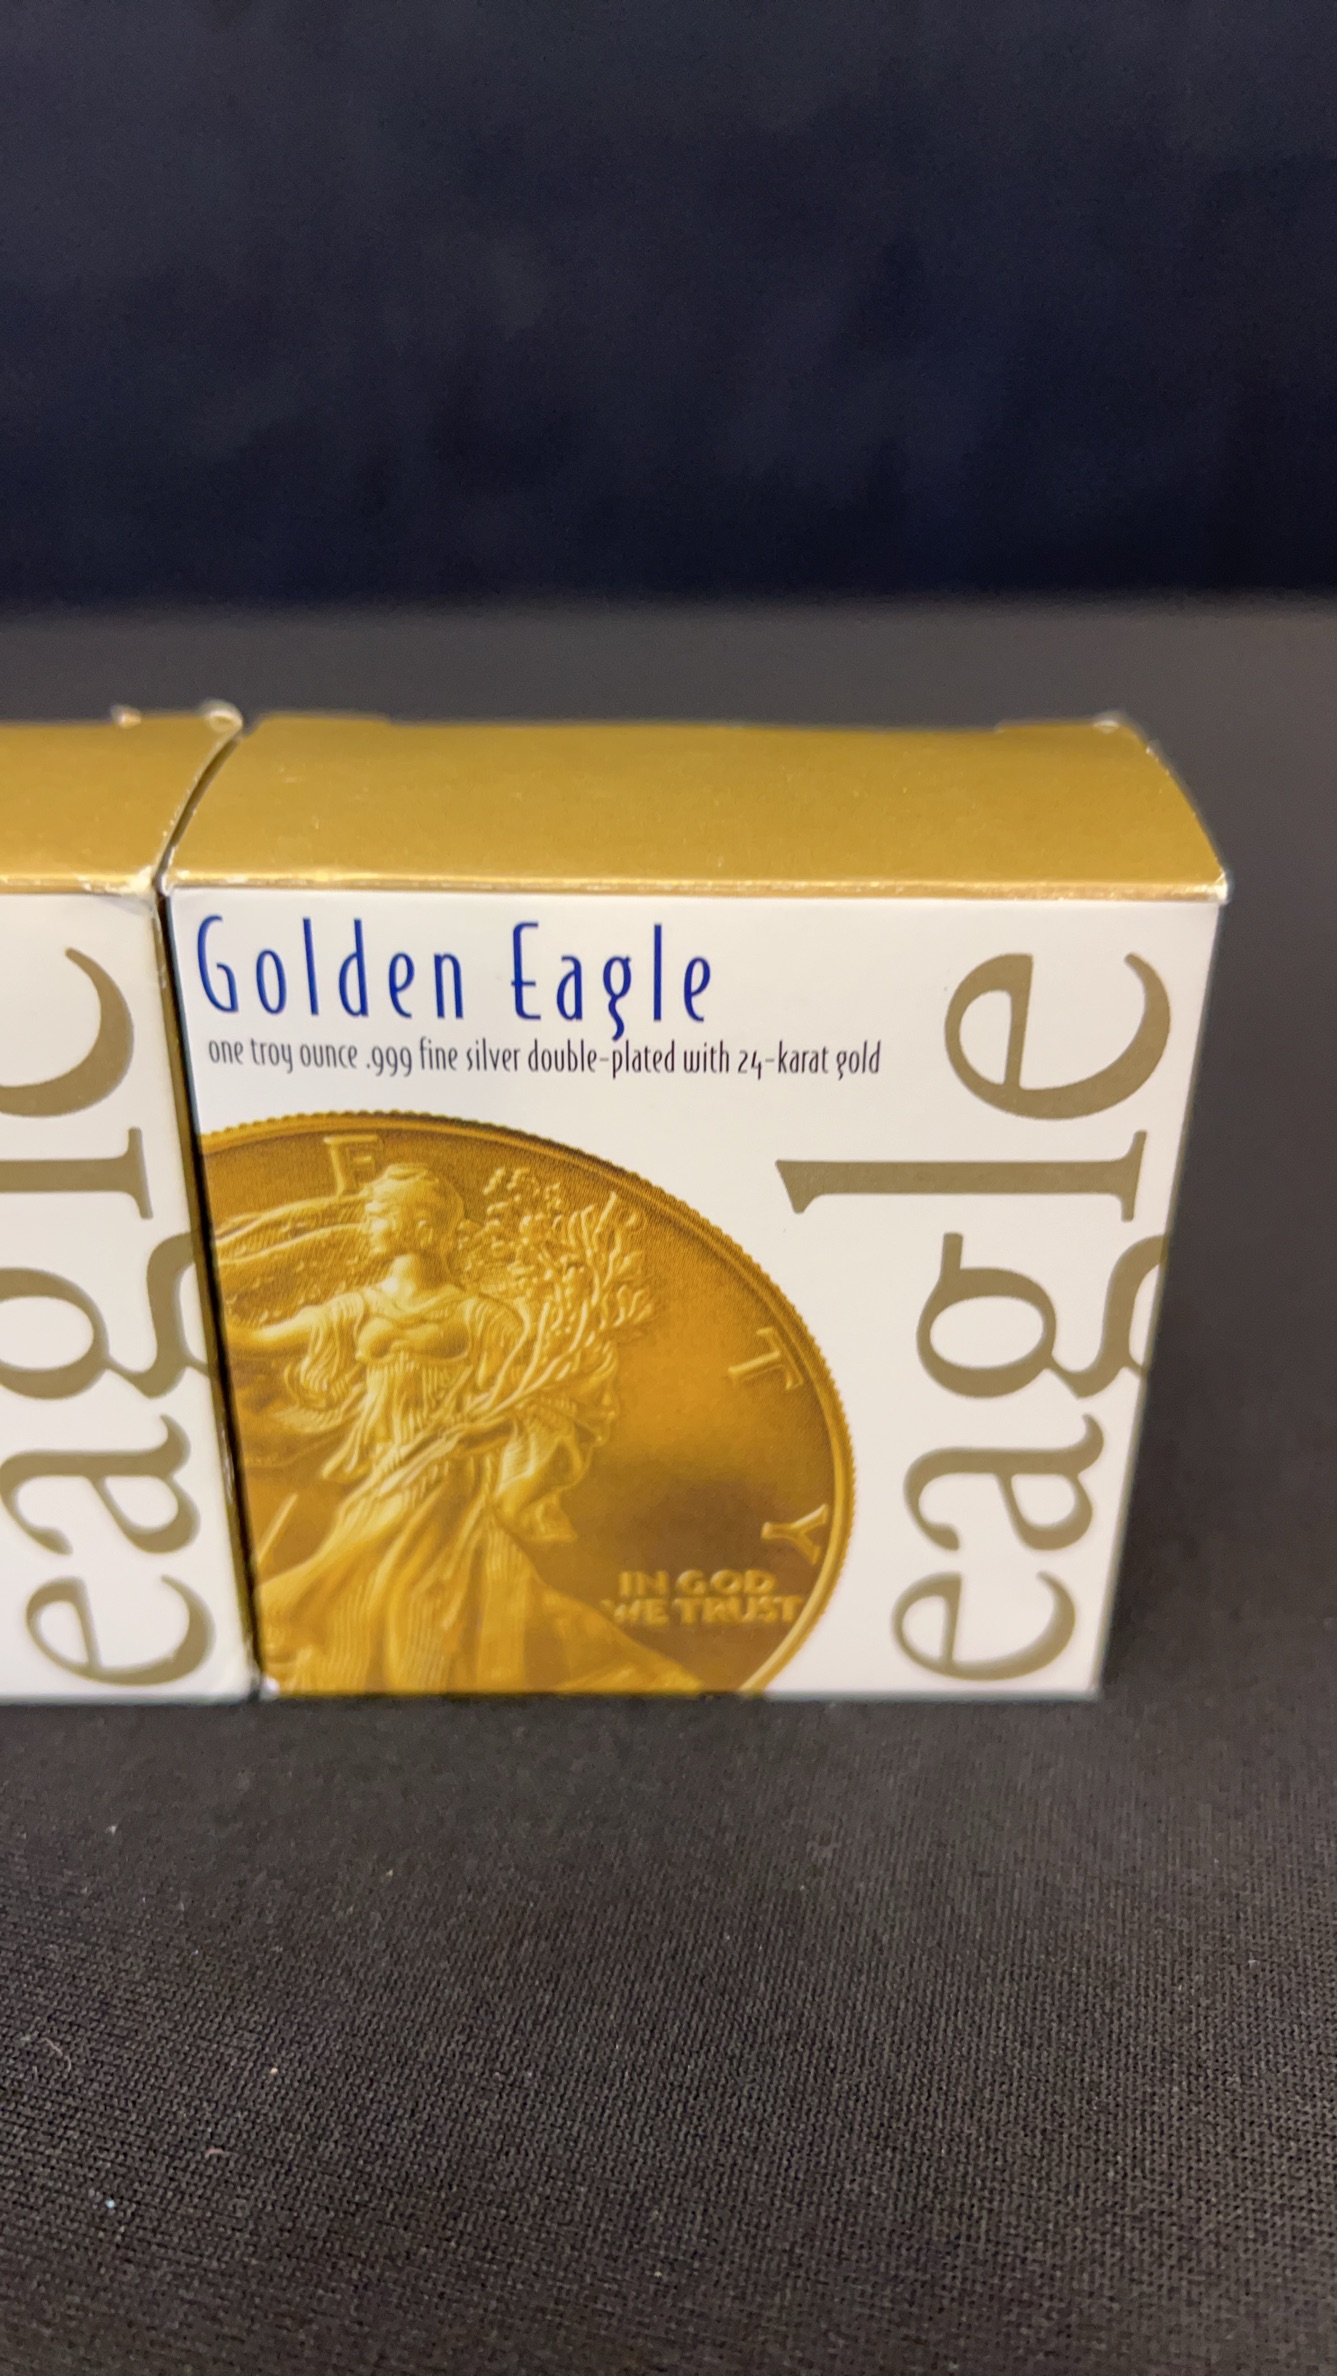 Golden Eagle
one troy ounce .999 fine silver double-plated with 24-karat gold
eagle
E
T
Y
IN GOD
WE TRUST
eagle